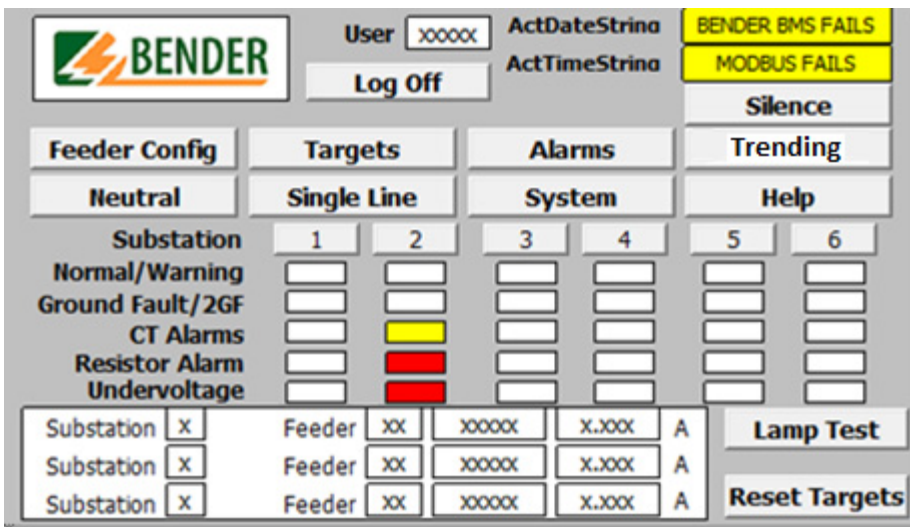 BENDER
User xxxxx ActDateString BENDER BMS FAILS
Log Off ActTimeString MODBUS FAILS
Silence
Feeder Config Targets Alarms Trending
Neutral Single Line System Help
Substation 1 2 3 4 5 6
Normal/Warning
Ground Fault/2GF
CT Alarms
Resistor Alarm
Undervoltage
Substation X Feeder XX XXXXX X.XXX A Lamp Test
Substation X Feeder XX XXXXX X.XXX A
Substation X Feeder XX XXXXX X.XXX A Reset Targets